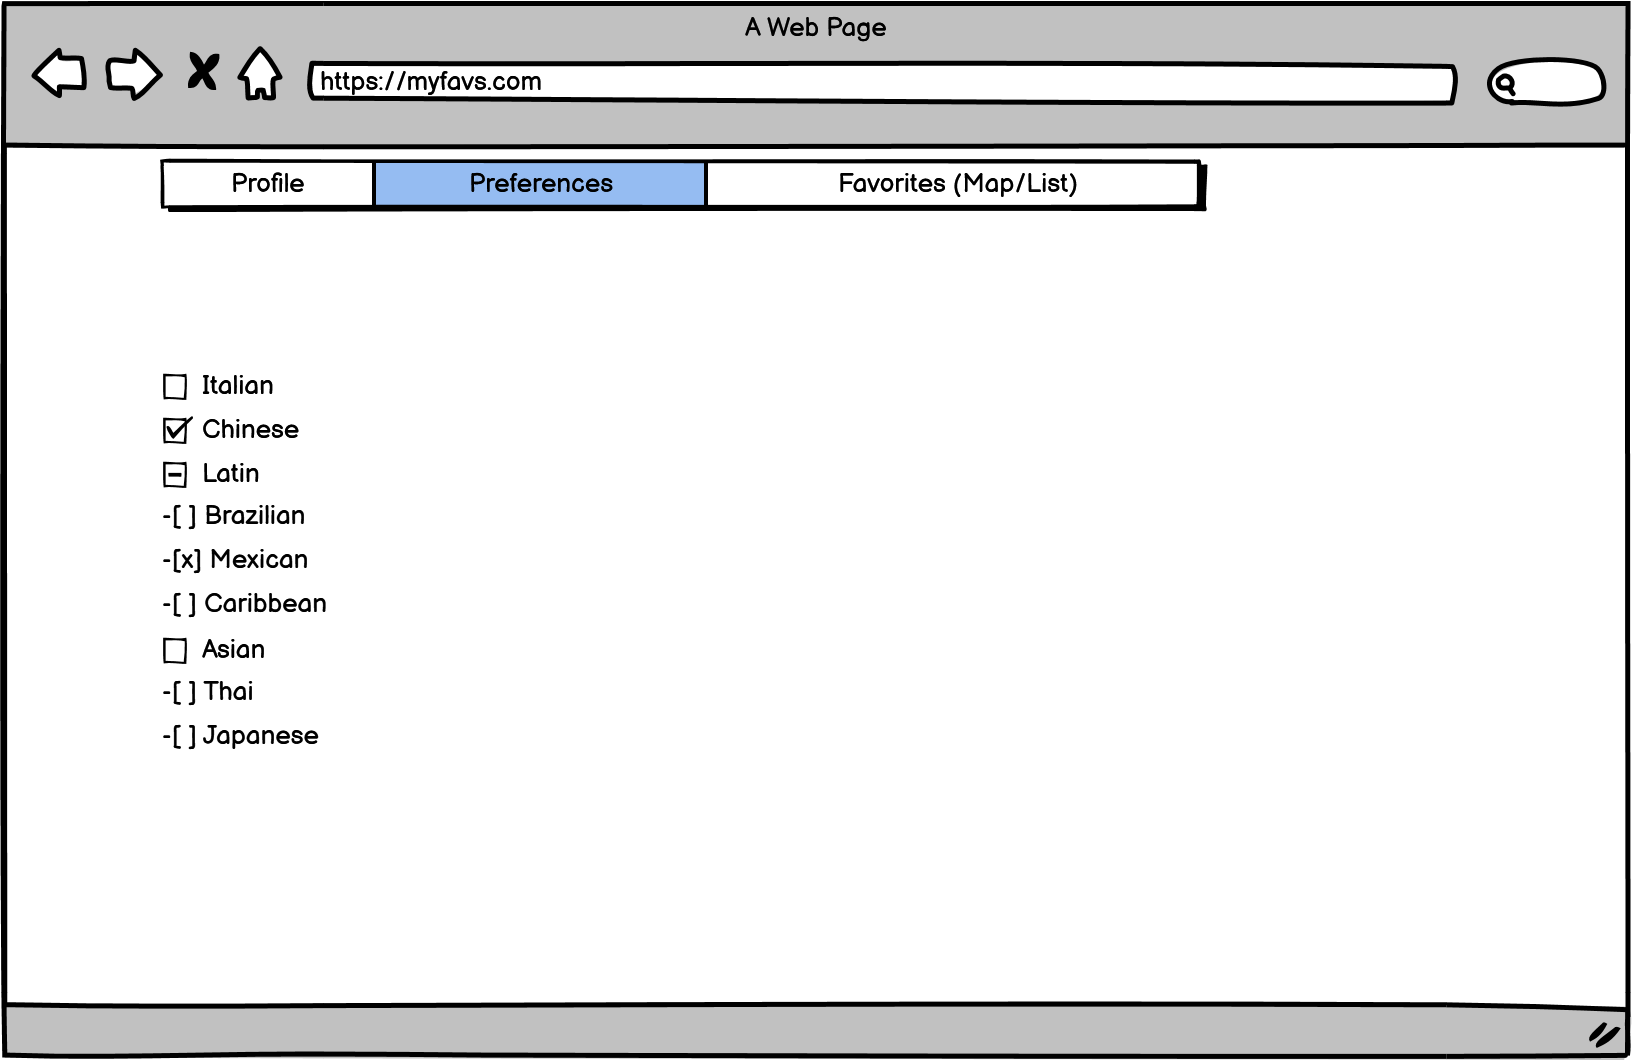 A Web Page
https://myfavs.com
Profile Preferences Favorites (Map/List)
Italian
Chinese
Latin
-[ ] Brazilian
-[x] Mexican
-[ ] Caribbean
Asian
-[ ] Thai
-[ ] Japanese